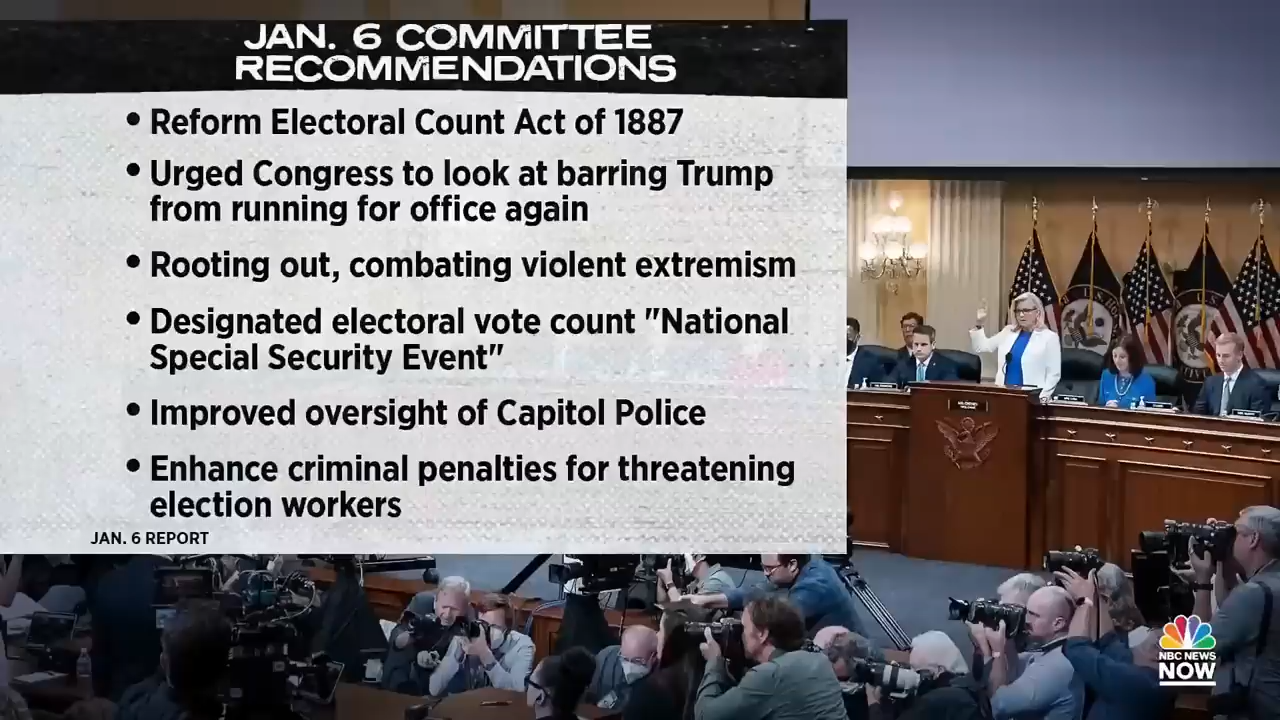 JAN. 6 COMMITTEE
RECOMMENDATIONS
• Reform Electoral Count Act of 1887
• Urged Congress to look at barring Trump
from running for office again
• Rooting out, combating violent extremism
• Designated electoral vote count "National
Special Security Event"
• Improved oversight of Capitol Police
• Enhance criminal penalties for threatening
election workers
JAN. 6 REPORT
NBC NEWS
NOW